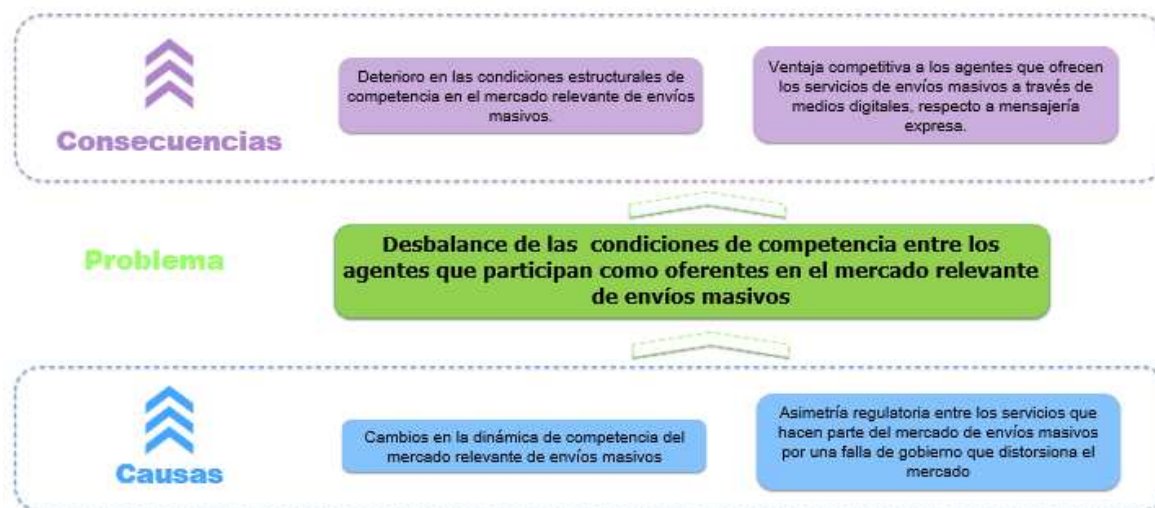 Consecuencias
Deterioro en las condiciones estructurales de
competencia en el mercado relevante de envíos
masivos.
Ventaja competitiva a los agentes que ofrecen
los servicios de envíos masivos a través de
medios digitales, respecto a mensajería
expresa.
Problema
Desbalance de las condiciones de competencia entre los
agentes que participan como oferentes en el mercado relevante
de envíos masivos
Causas
Cambios en la dinámica de competencia del
mercado relevante de envíos masivos
Asimetría regulatoria entre los servicios que
hacen parte del mercado de envíos masivos
por una falla de gobierno que distorsiona el
mercado